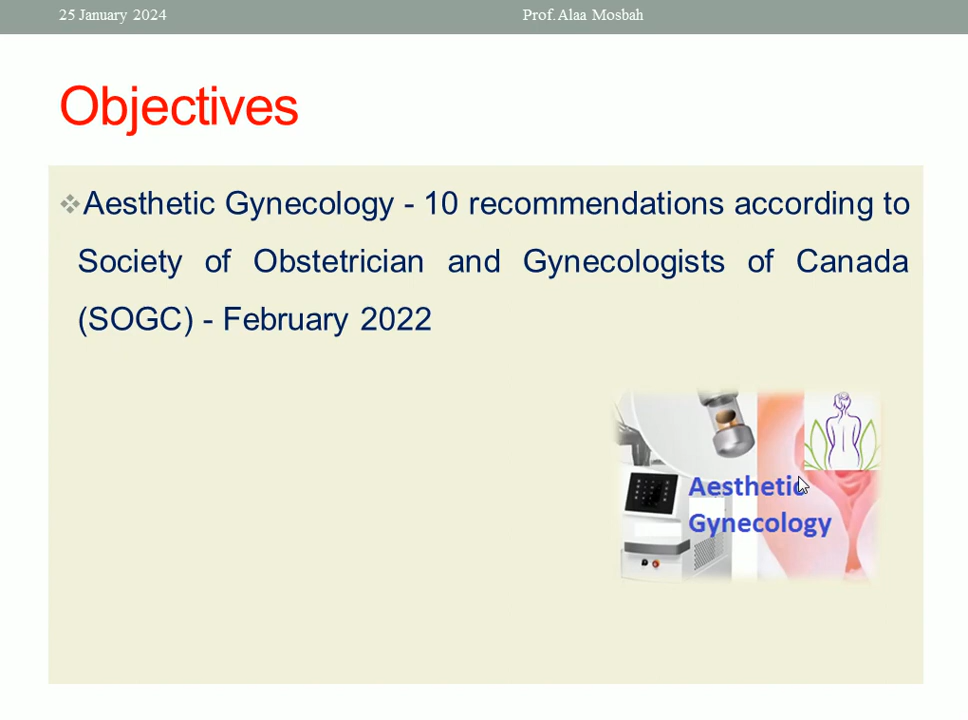 25 January 2024
Prof. Alaa Mosbah
Objectives
Aesthetic Gynecology - 10 recommendations according to
Society of Obstetrician and Gynecologists of Canada
(SOGC) - February 2022
Aesthetic
Gynecology